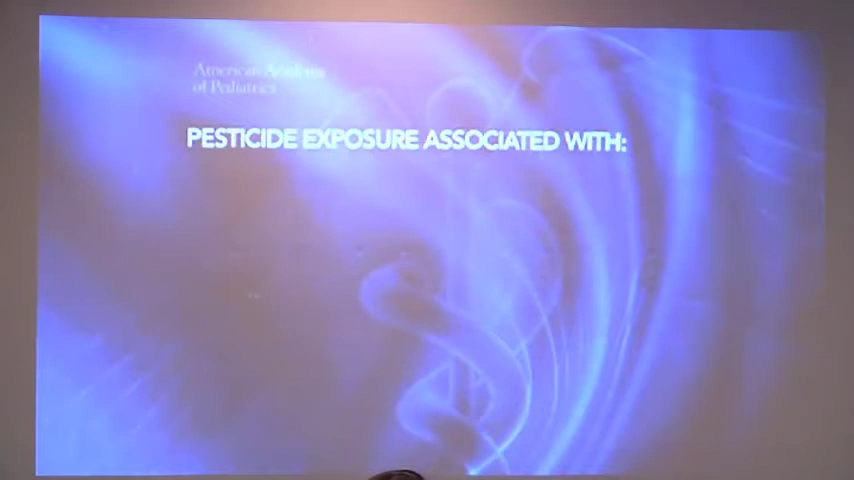 American Academy
of Pediatrics
PESTICIDE EXPOSURE ASSOCIATED WITH: